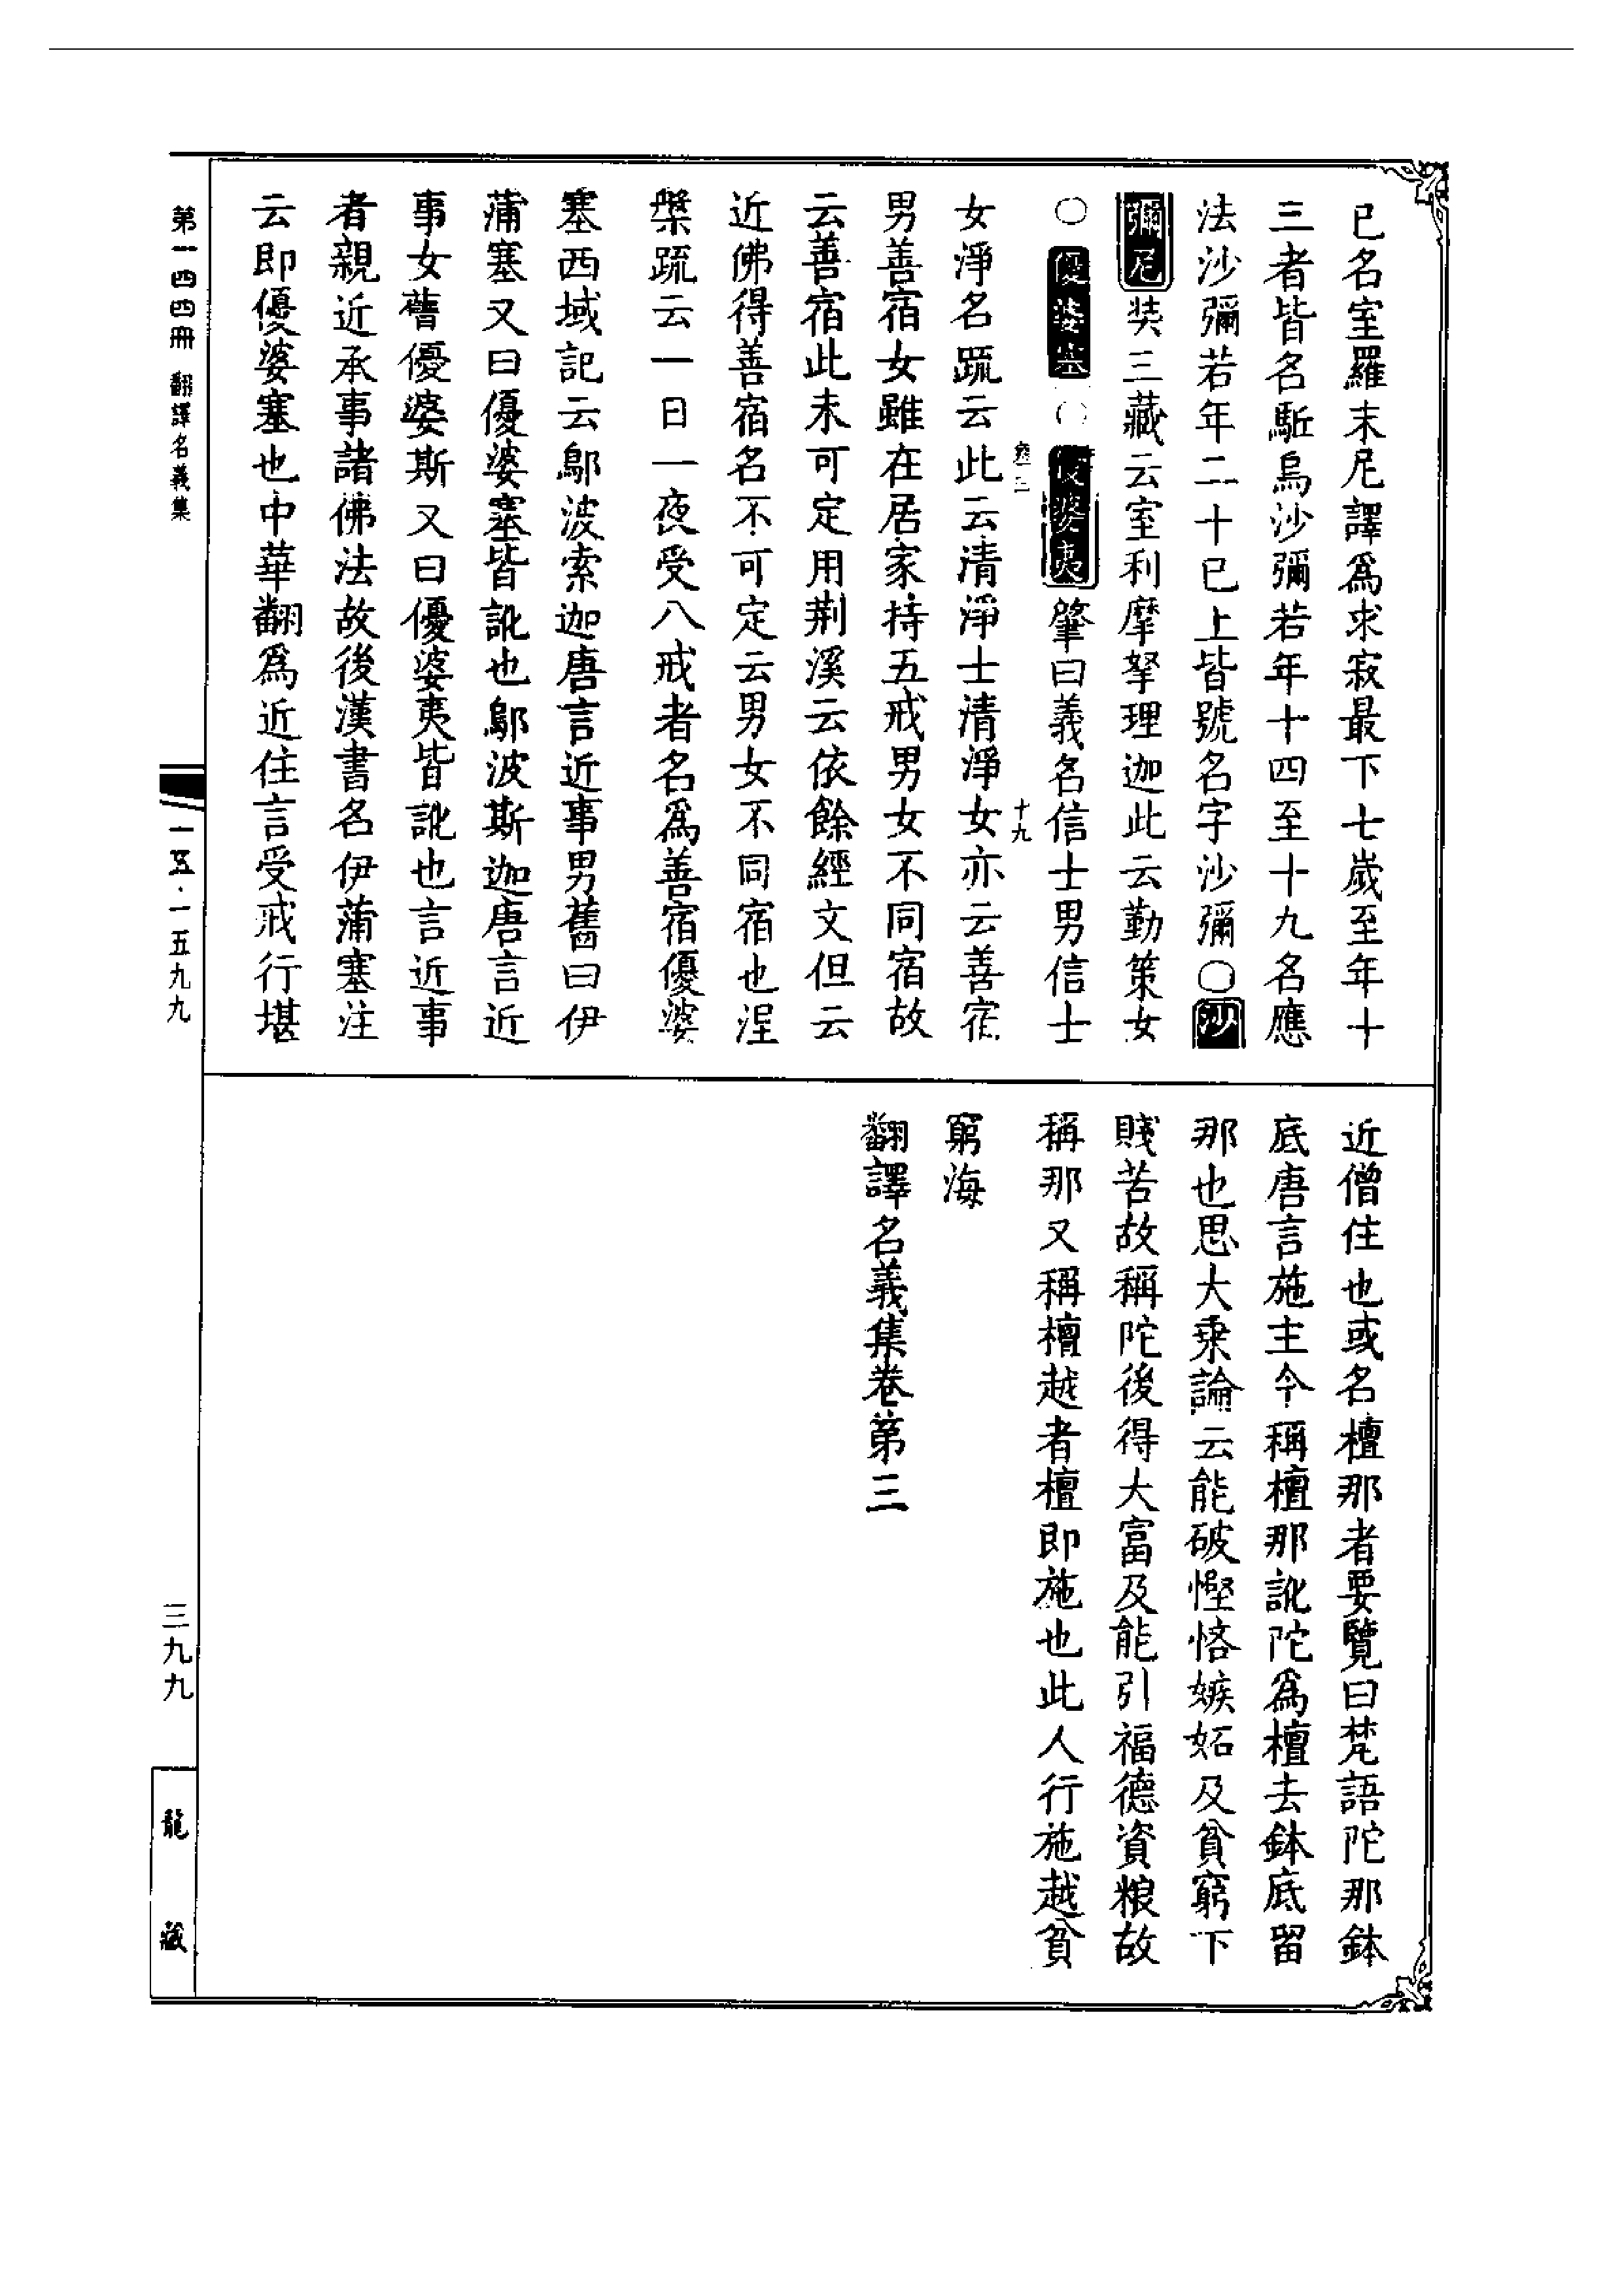 已名室羅末尼譯爲求寂最下七歲至年十
三者皆名駈烏沙彌若年十四至十九名應
法沙彌若年二十已上皆號名字沙彌○沙
彌尼奘三藏云室利摩拏理迦此云勤策女
○優婆塞○優婆夷肇曰義名信士男信士
十九
女淨名疏云此云清淨士清淨女亦云善宿
男善宿女雖在居家持五戒男女不同宿故
云善宿此未可定用荆溪云依餘經文但云
近佛得善宿名不可定云男女不同宿也涅
槃疏云一日一夜受八戒者名爲善宿優婆
塞西域記云鄔波索迦唐言近事男舊曰伊
蒲塞又曰優婆塞皆訛也鄔波斯迦唐言近
事女舊優婆斯又曰優婆夷皆訛也言近事
者親近承事諸佛法故後漢書名伊蒲塞注
云即優婆塞也中華翻爲近住言受戒行堪
近僧住也或名檀那者要覽曰梵語陀那鉢
底唐言施主今稱檀那訛陀爲檀去鉢底留
那也思大乘論云能破慳悋嫉妬及貧窮下
賤苦故稱陀後得大富及能引福德資粮故
稱那又稱檀越者檀即施也此人行施越貧
窮海
翻譯名義集卷第三
第一四四冊 翻譯名義集
一五·一五九九
三九九
龍藏